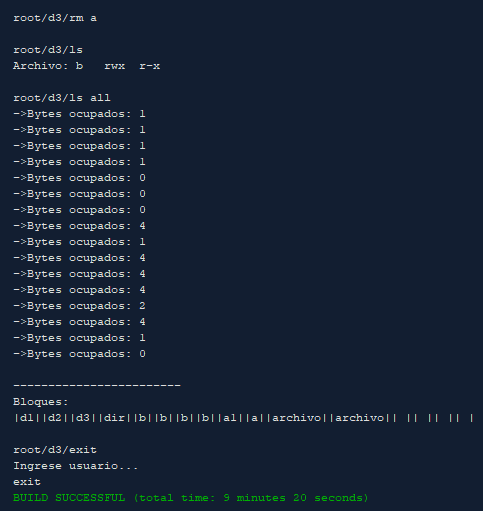 root/d3/rm a
root/d3/ls
Archivo: b   rwx  r-x
root/d3/ls all
->Bytes ocupados: 1
->Bytes ocupados: 1
->Bytes ocupados: 1
->Bytes ocupados: 1
->Bytes ocupados: 0
->Bytes ocupados: 0
->Bytes ocupados: 0
->Bytes ocupados: 4
->Bytes ocupados: 1
->Bytes ocupados: 4
->Bytes ocupados: 4
->Bytes ocupados: 4
->Bytes ocupados: 2
->Bytes ocupados: 4
->Bytes ocupados: 1
->Bytes ocupados: 0
------------------------
Bloques:
|d1||d2||d3||dir||b||b||b||b||a1||a||archivo||archivo|| || || || |
root/d3/exit
Ingrese usuario...
exit
BUILD SUCCESSFUL (total time: 9 minutes 20 seconds)